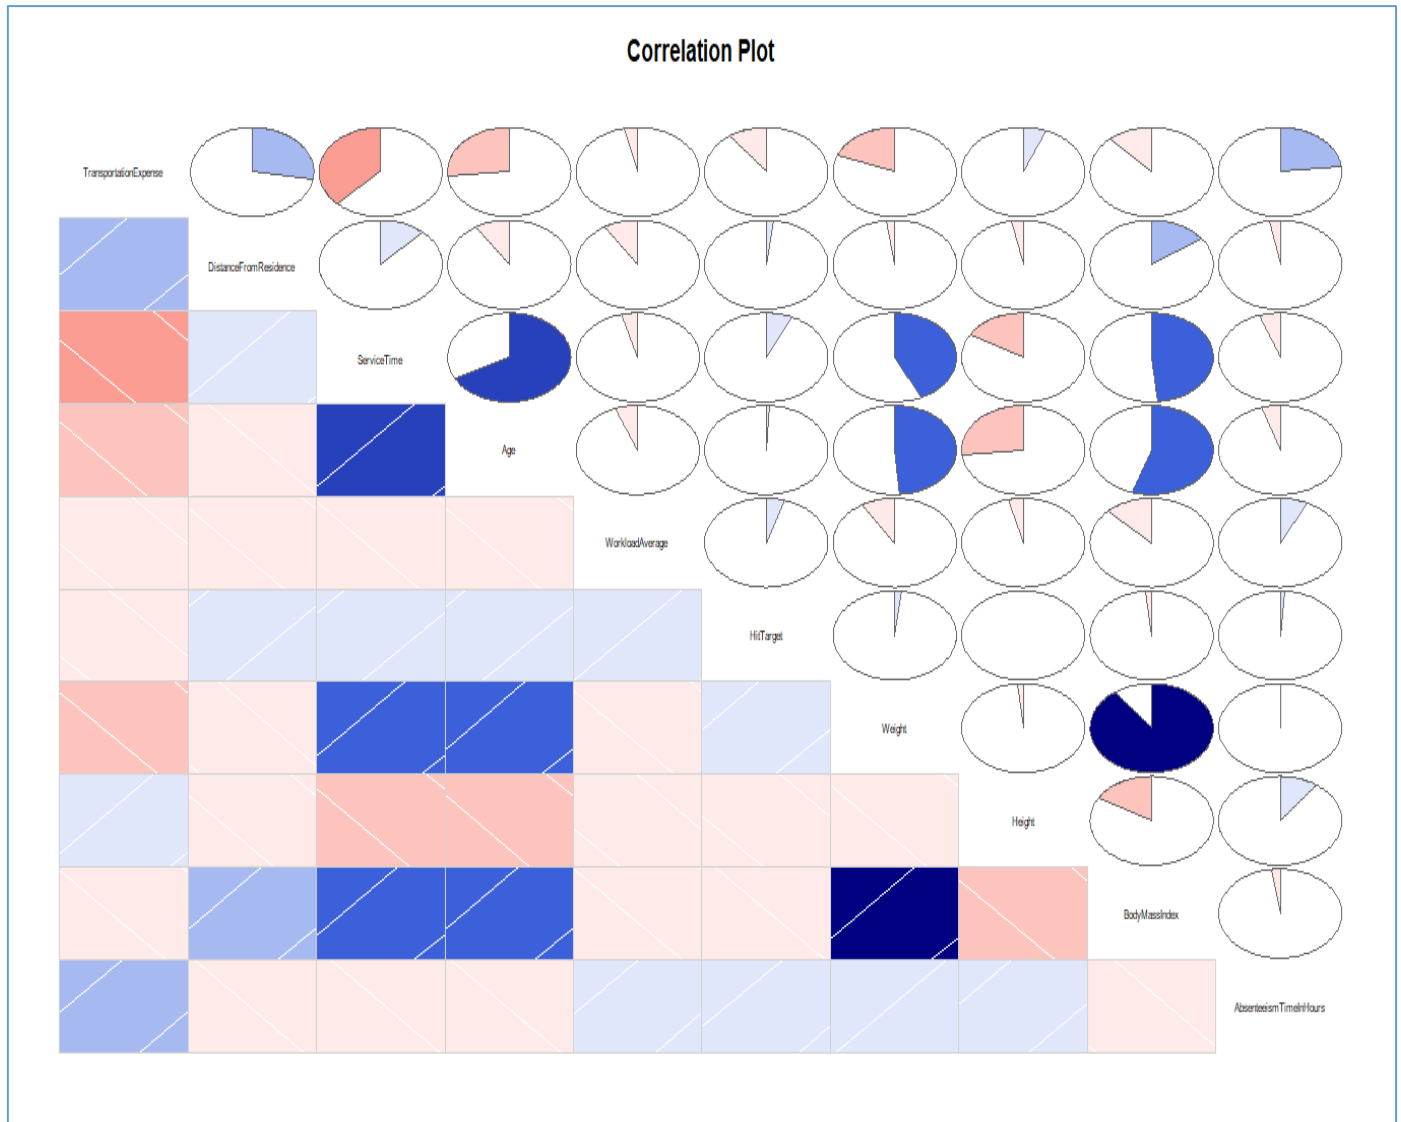 Correlation Plot
TransportationExpense
DistanceFromResidence
ServiceTime
Age
WorkloadAverage
HitTarget
Weight
Height
BodyMassIndex
AbsenteeismTimeInHours